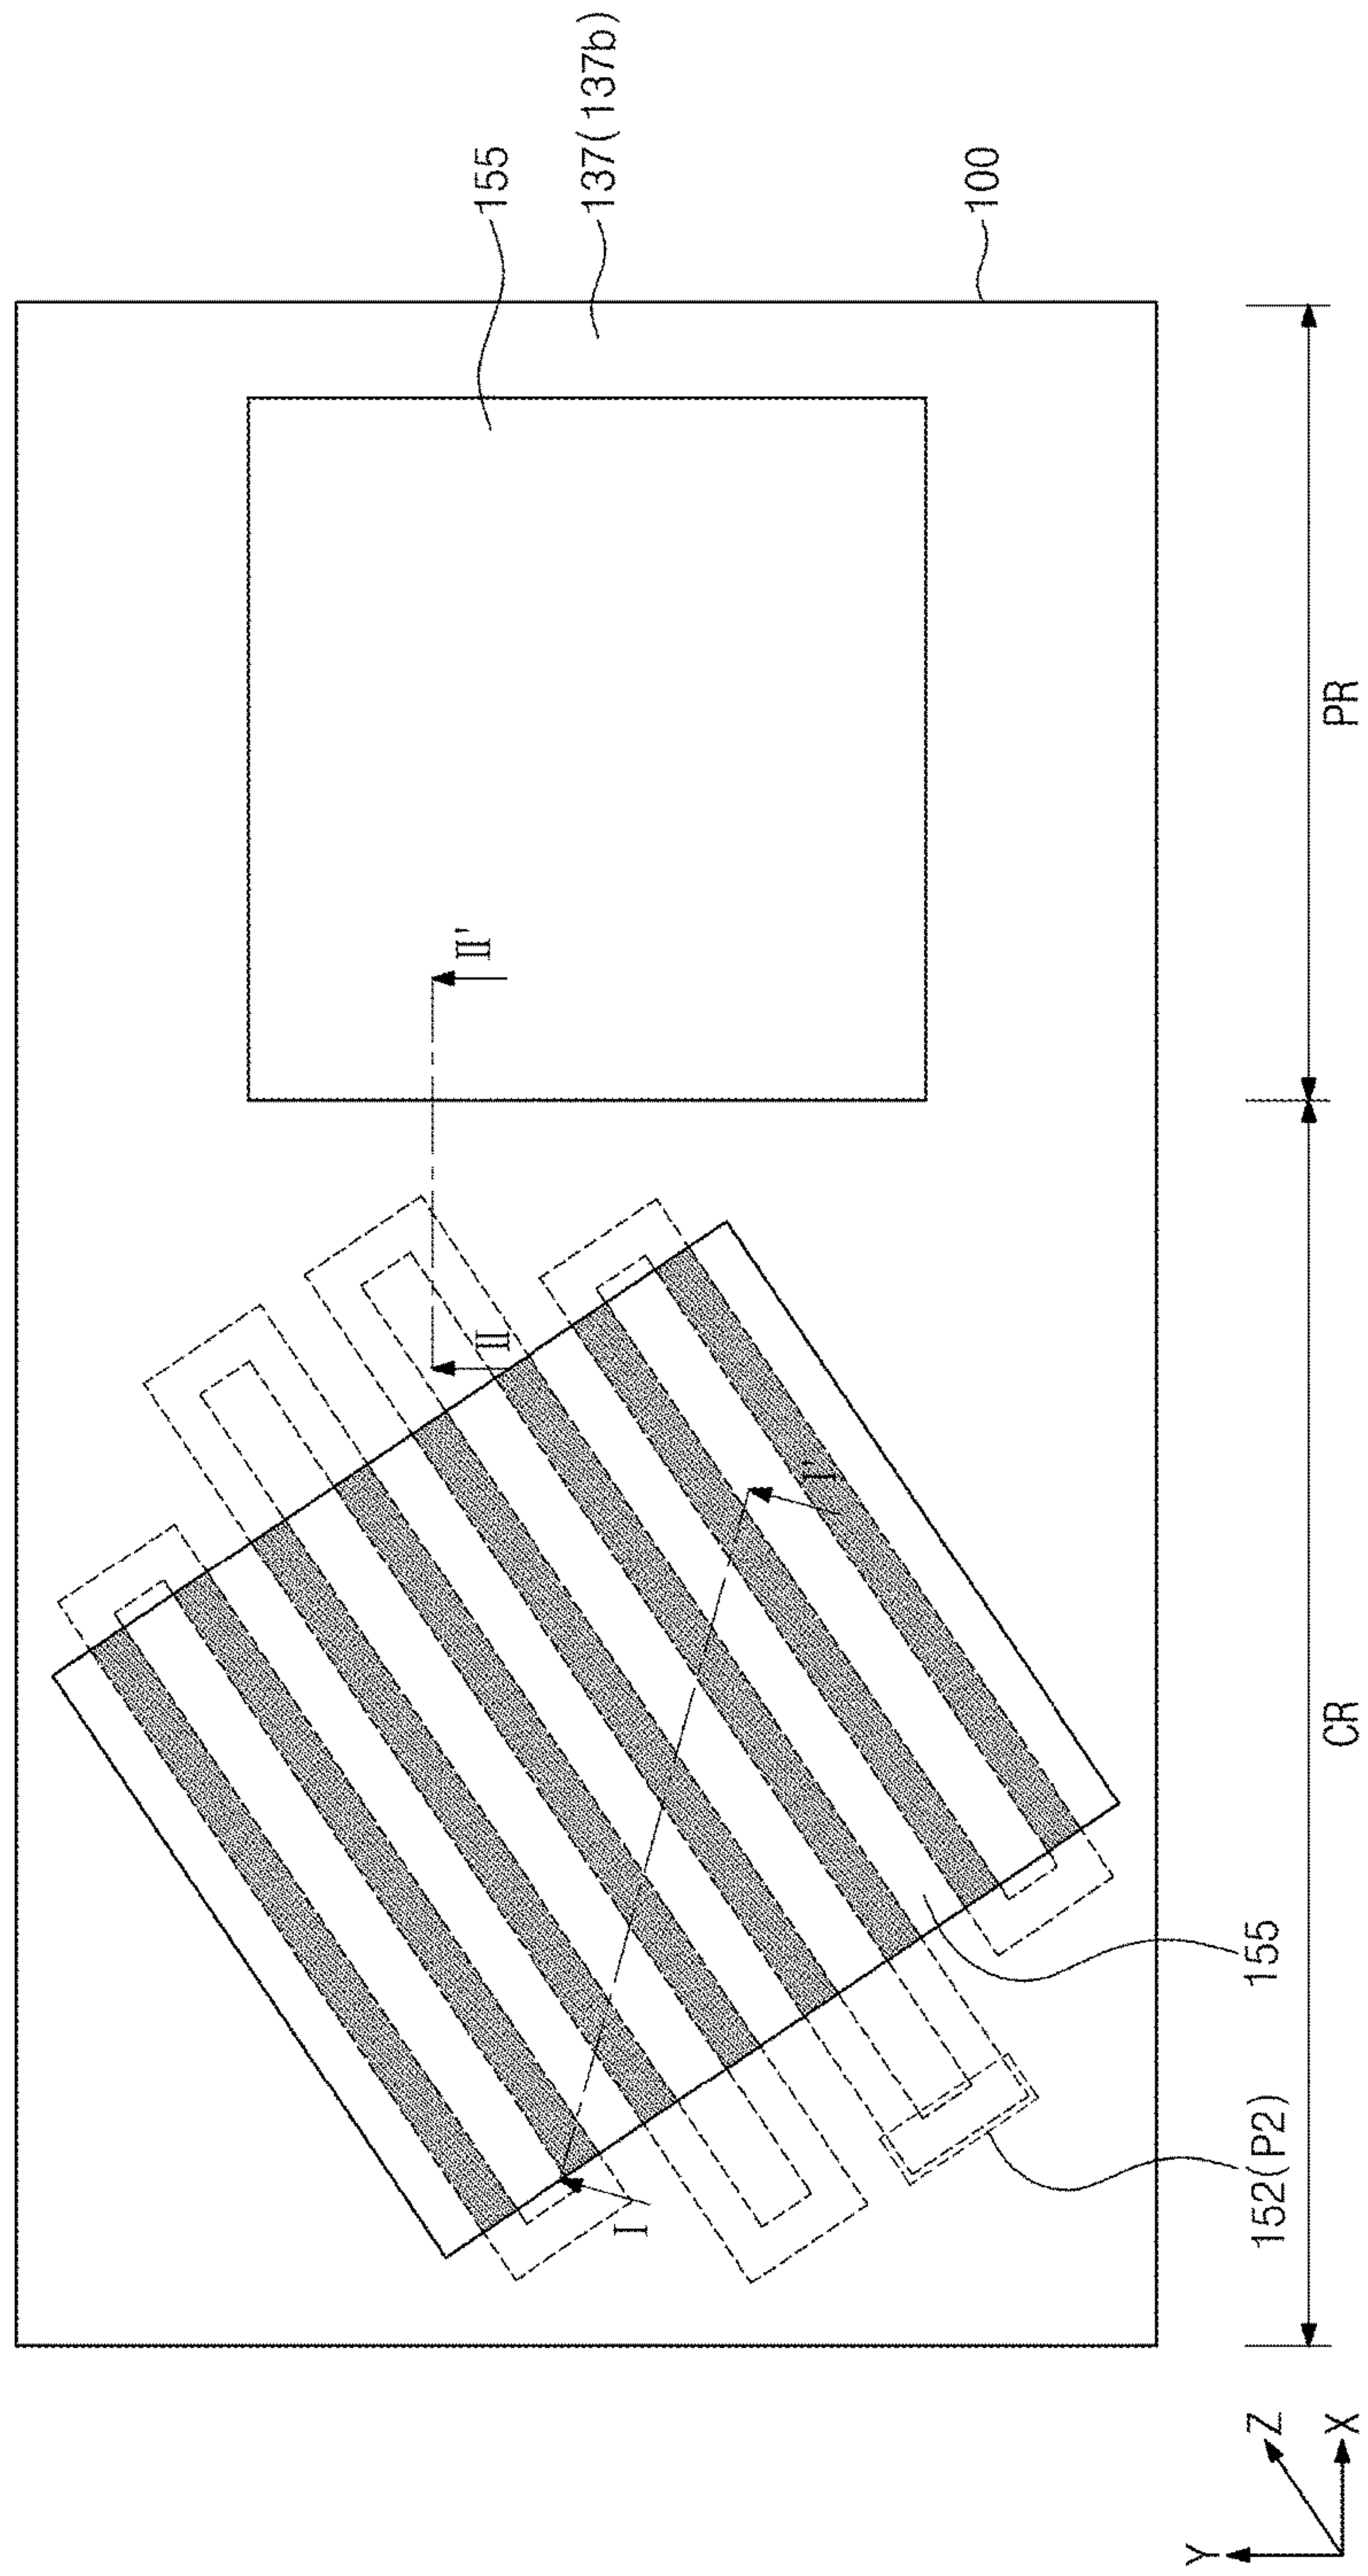 155
137(137b)
100
II
II'
I
I'
155
152(P2)
CR
PR
Y
Z
X